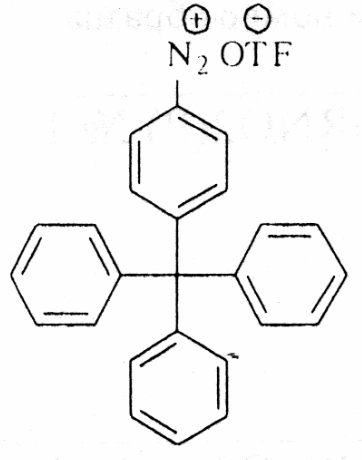 ⊕
N₂ OTF